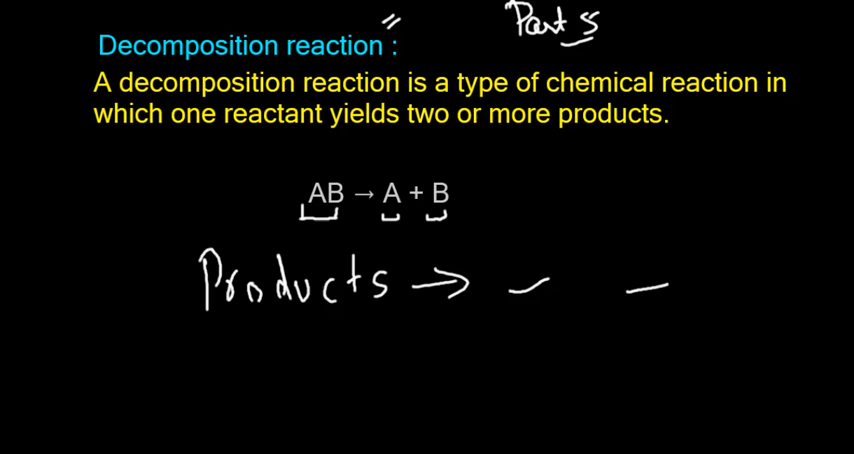 Part 5
Decomposition reaction :
A decomposition reaction is a type of chemical reaction in
which one reactant yields two or more products.
AB → A + B
Products →